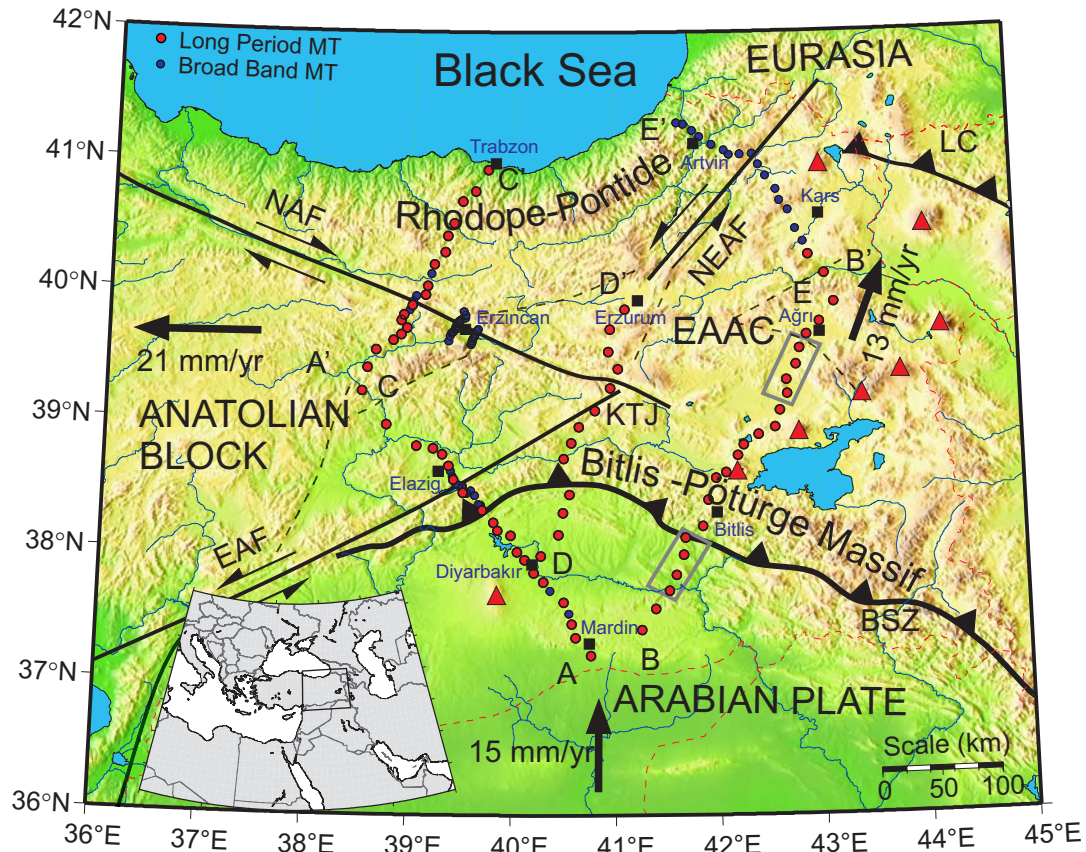 42°N
41°N
40°N
39°N
38°N
37°N
36°N
36°E
37°E
38°E
39°E
40°E
41°E
42°E
43°E
44°E
45°E
Long Period MT
Broad Band MT
Black Sea
EURASIA
E'
Artvin
LC
Trabzon
C'
Rhodope-Pontide
Kars
NAF
NEAF
B'
D'
E
Erzincan
Erzurum
EAAC
Ağrı
13 mm/yr
21 mm/yr
A'
C
ANATOLIAN
BLOCK
KTJ
Elazig
Bitlis -Pötürge Massif
Bitlis
EAF
Diyarbakır
D
BSZ
Mardin
A
B
ARABIAN PLATE
15 mm/yr
Scale (km)
0 50 100